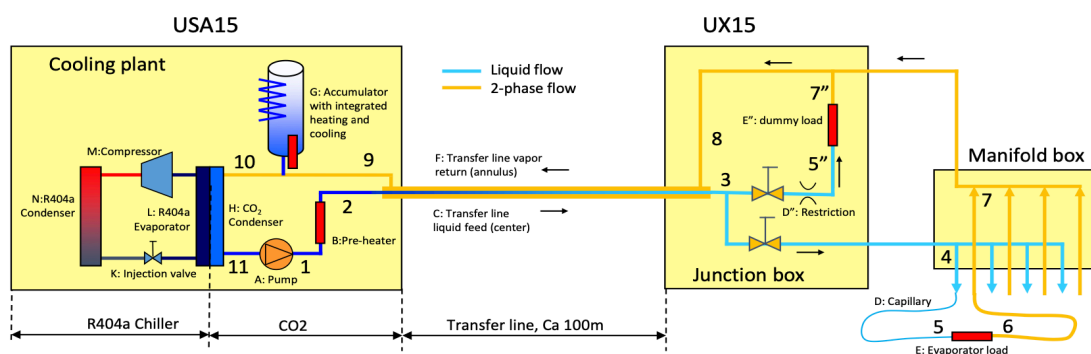 USA15
UX15
Cooling plant
G: Accumulator
with integrated
heating and
cooling
Liquid flow
2-phase flow
M:Compressor
N:R404a
Condenser
L: R404a
Evaporator
K: Injection valve
H: CO2
Condenser
10
9
2
B:Pre-heater
11
1
A: Pump
F: Transfer line vapor
return (annulus)
C: Transfer line
liquid feed (center)
7”
E”: dummy load
8
5”
3
D”: Restriction
Junction box
Manifold box
7
4
D: Capillary
5
6
E: Evaporator load
R404a Chiller
CO2
Transfer line, Ca 100m